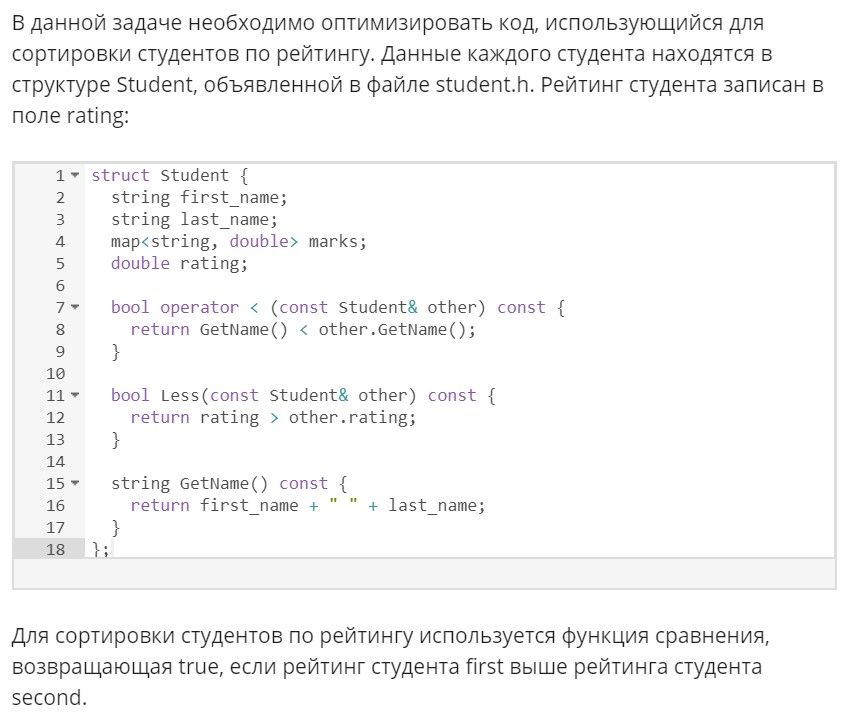 В данной задаче необходимо оптимизировать код, использующийся для
сортировки студентов по рейтингу. Данные каждого студента находятся в
структуре Student, объявленной в файле student.h. Рейтинг студента записан в
поле rating:
1 struct Student {
2   string first_name;
3   string last_name;
4   map<string, double> marks;
5   double rating;
6
7   bool operator < (const Student& other) const {
8     return GetName() < other.GetName();
9   }
10
11   bool Less(const Student& other) const {
12     return rating > other.rating;
13   }
14
15   string GetName() const {
16     return first_name + " " + last_name;
17   }
18 };
Для сортировки студентов по рейтингу используется функция сравнения,
возвращающая true, если рейтинг студента first выше рейтинга студента
second.